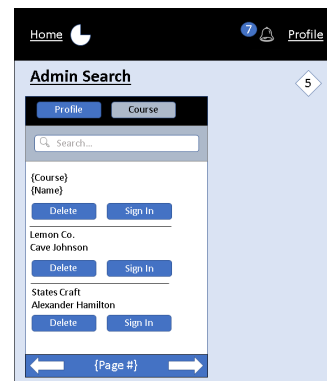 Home
7
Profile
Admin Search
5
Profile Course
Search...
{Course}
{Name}
Delete Sign In
Lemon Co.
Cave Johnson
Delete Sign In
States Craft
Alexander Hamilton
Delete Sign In
{Page #}